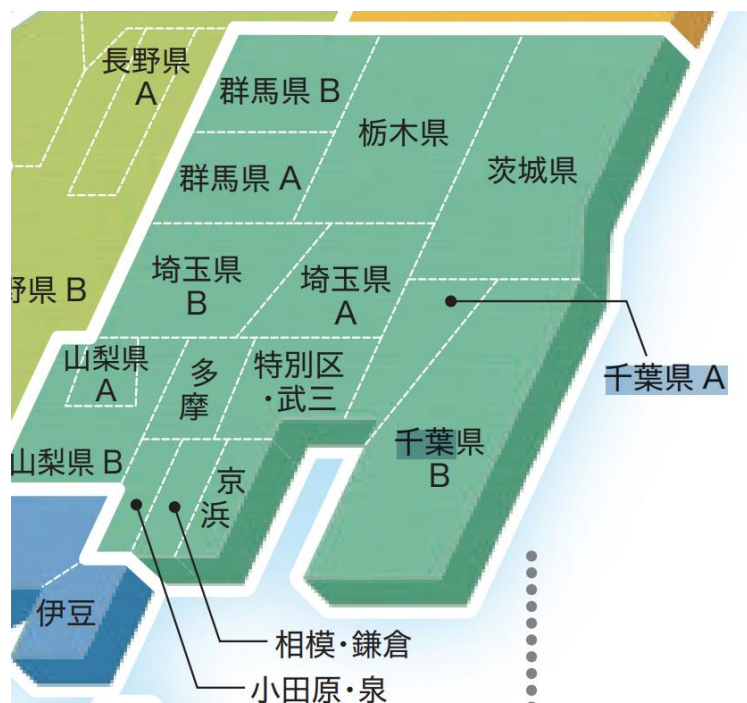 長野県
A
群馬県 B
栃木県
群馬県 A
茨城県
埼玉県
B
埼玉県
A
野県 B
山梨県
A
多
摩
特別区
・武三
千葉県 A
千葉県
B
山梨県 B
京
浜
伊豆
相模・鎌倉
小田原・泉